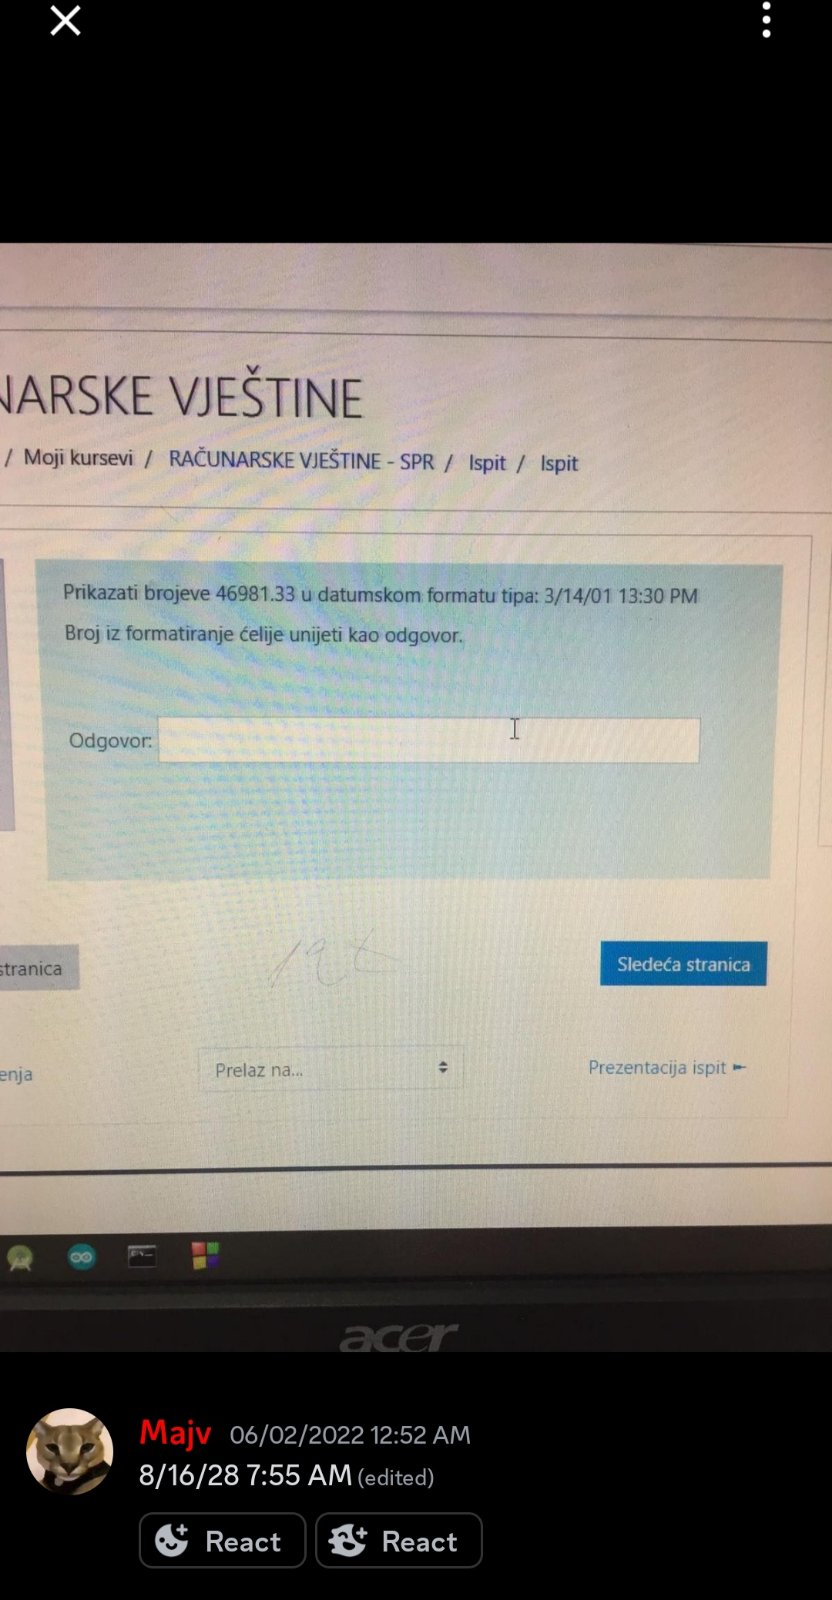 NARSKE VJEŠTINE
/ Moji kursevi / RAČUNARSKE VJEŠTINE - SPR / Ispit / Ispit
Prikazati brojeve 46981.33 u datumskom formatu tipa: 3/14/01 13:30 PM
Broj iz formatiranje ćelije unijeti kao odgovor.
Odgovor:
stranica
Sledeća stranica
enja
Prelaz na...
Prezentacija ispit ►
acer
Majv 06/02/2022 12:52 AM
8/16/28 7:55 AM (edited)
React React